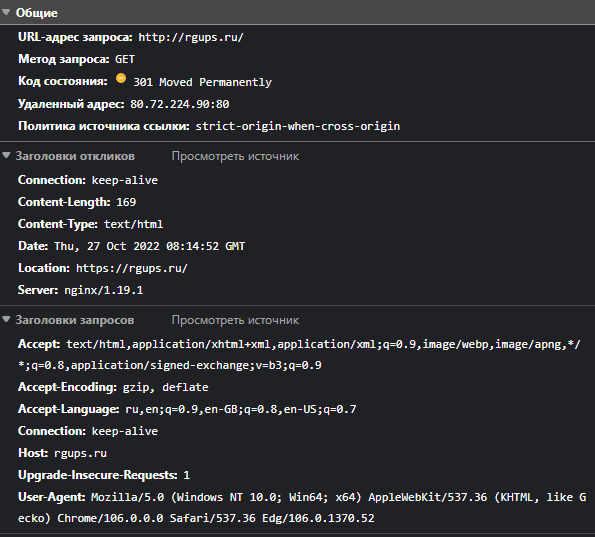 Общие
URL-адрес запроса: http://rgups.ru/
Метод запроса: GET
Код состояния: 301 Moved Permanently
Удаленный адрес: 80.72.224.90:80
Политика источника ссылки: strict-origin-when-cross-origin
Заголовки откликов Просмотреть источник
Connection: keep-alive
Content-Length: 169
Content-Type: text/html
Date: Thu, 27 Oct 2022 08:14:52 GMT
Location: https://rgups.ru/
Server: nginx/1.19.1
Заголовки запросов Просмотреть источник
Accept: text/html,application/xhtml+xml,application/xml;q=0.9,image/webp,image/apng,*/
*;q=0.8,application/signed-exchange;v=b3;q=0.9
Accept-Encoding: gzip, deflate
Accept-Language: ru,en;q=0.9,en-GB;q=0.8,en-US;q=0.7
Connection: keep-alive
Host: rgups.ru
Upgrade-Insecure-Requests: 1
User-Agent: Mozilla/5.0 (Windows NT 10.0; Win64; x64) AppleWebKit/537.36 (KHTML, like G
ecko) Chrome/106.0.0.0 Safari/537.36 Edg/106.0.1370.52